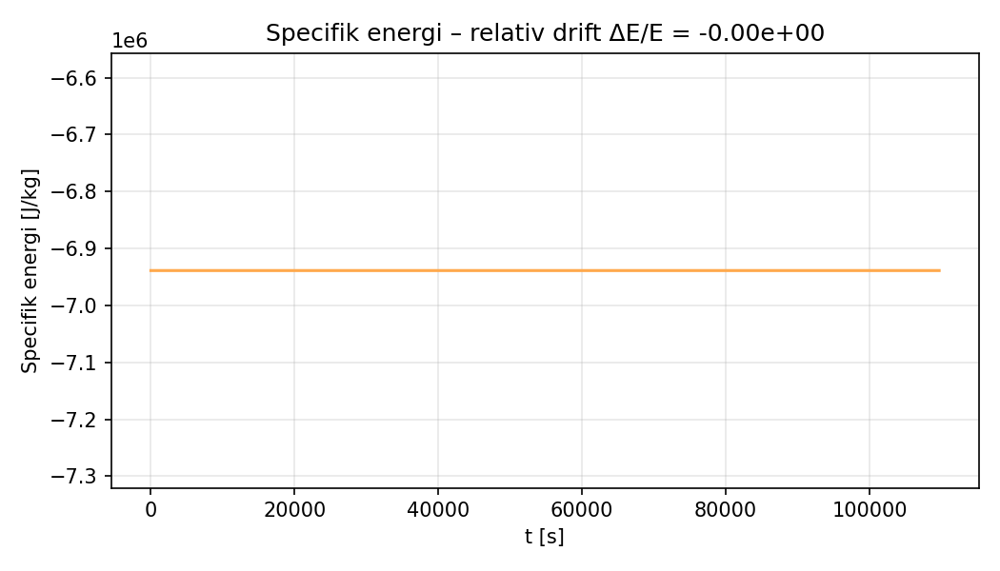 Specifik energi – relativ drift ΔE/E = -0.00e+00
1e6
−6.6
−6.7
−6.8
−6.9
−7.0
−7.1
−7.2
−7.3
Specifik energi [J/kg]
0 20000 40000 60000 80000 100000
t [s]